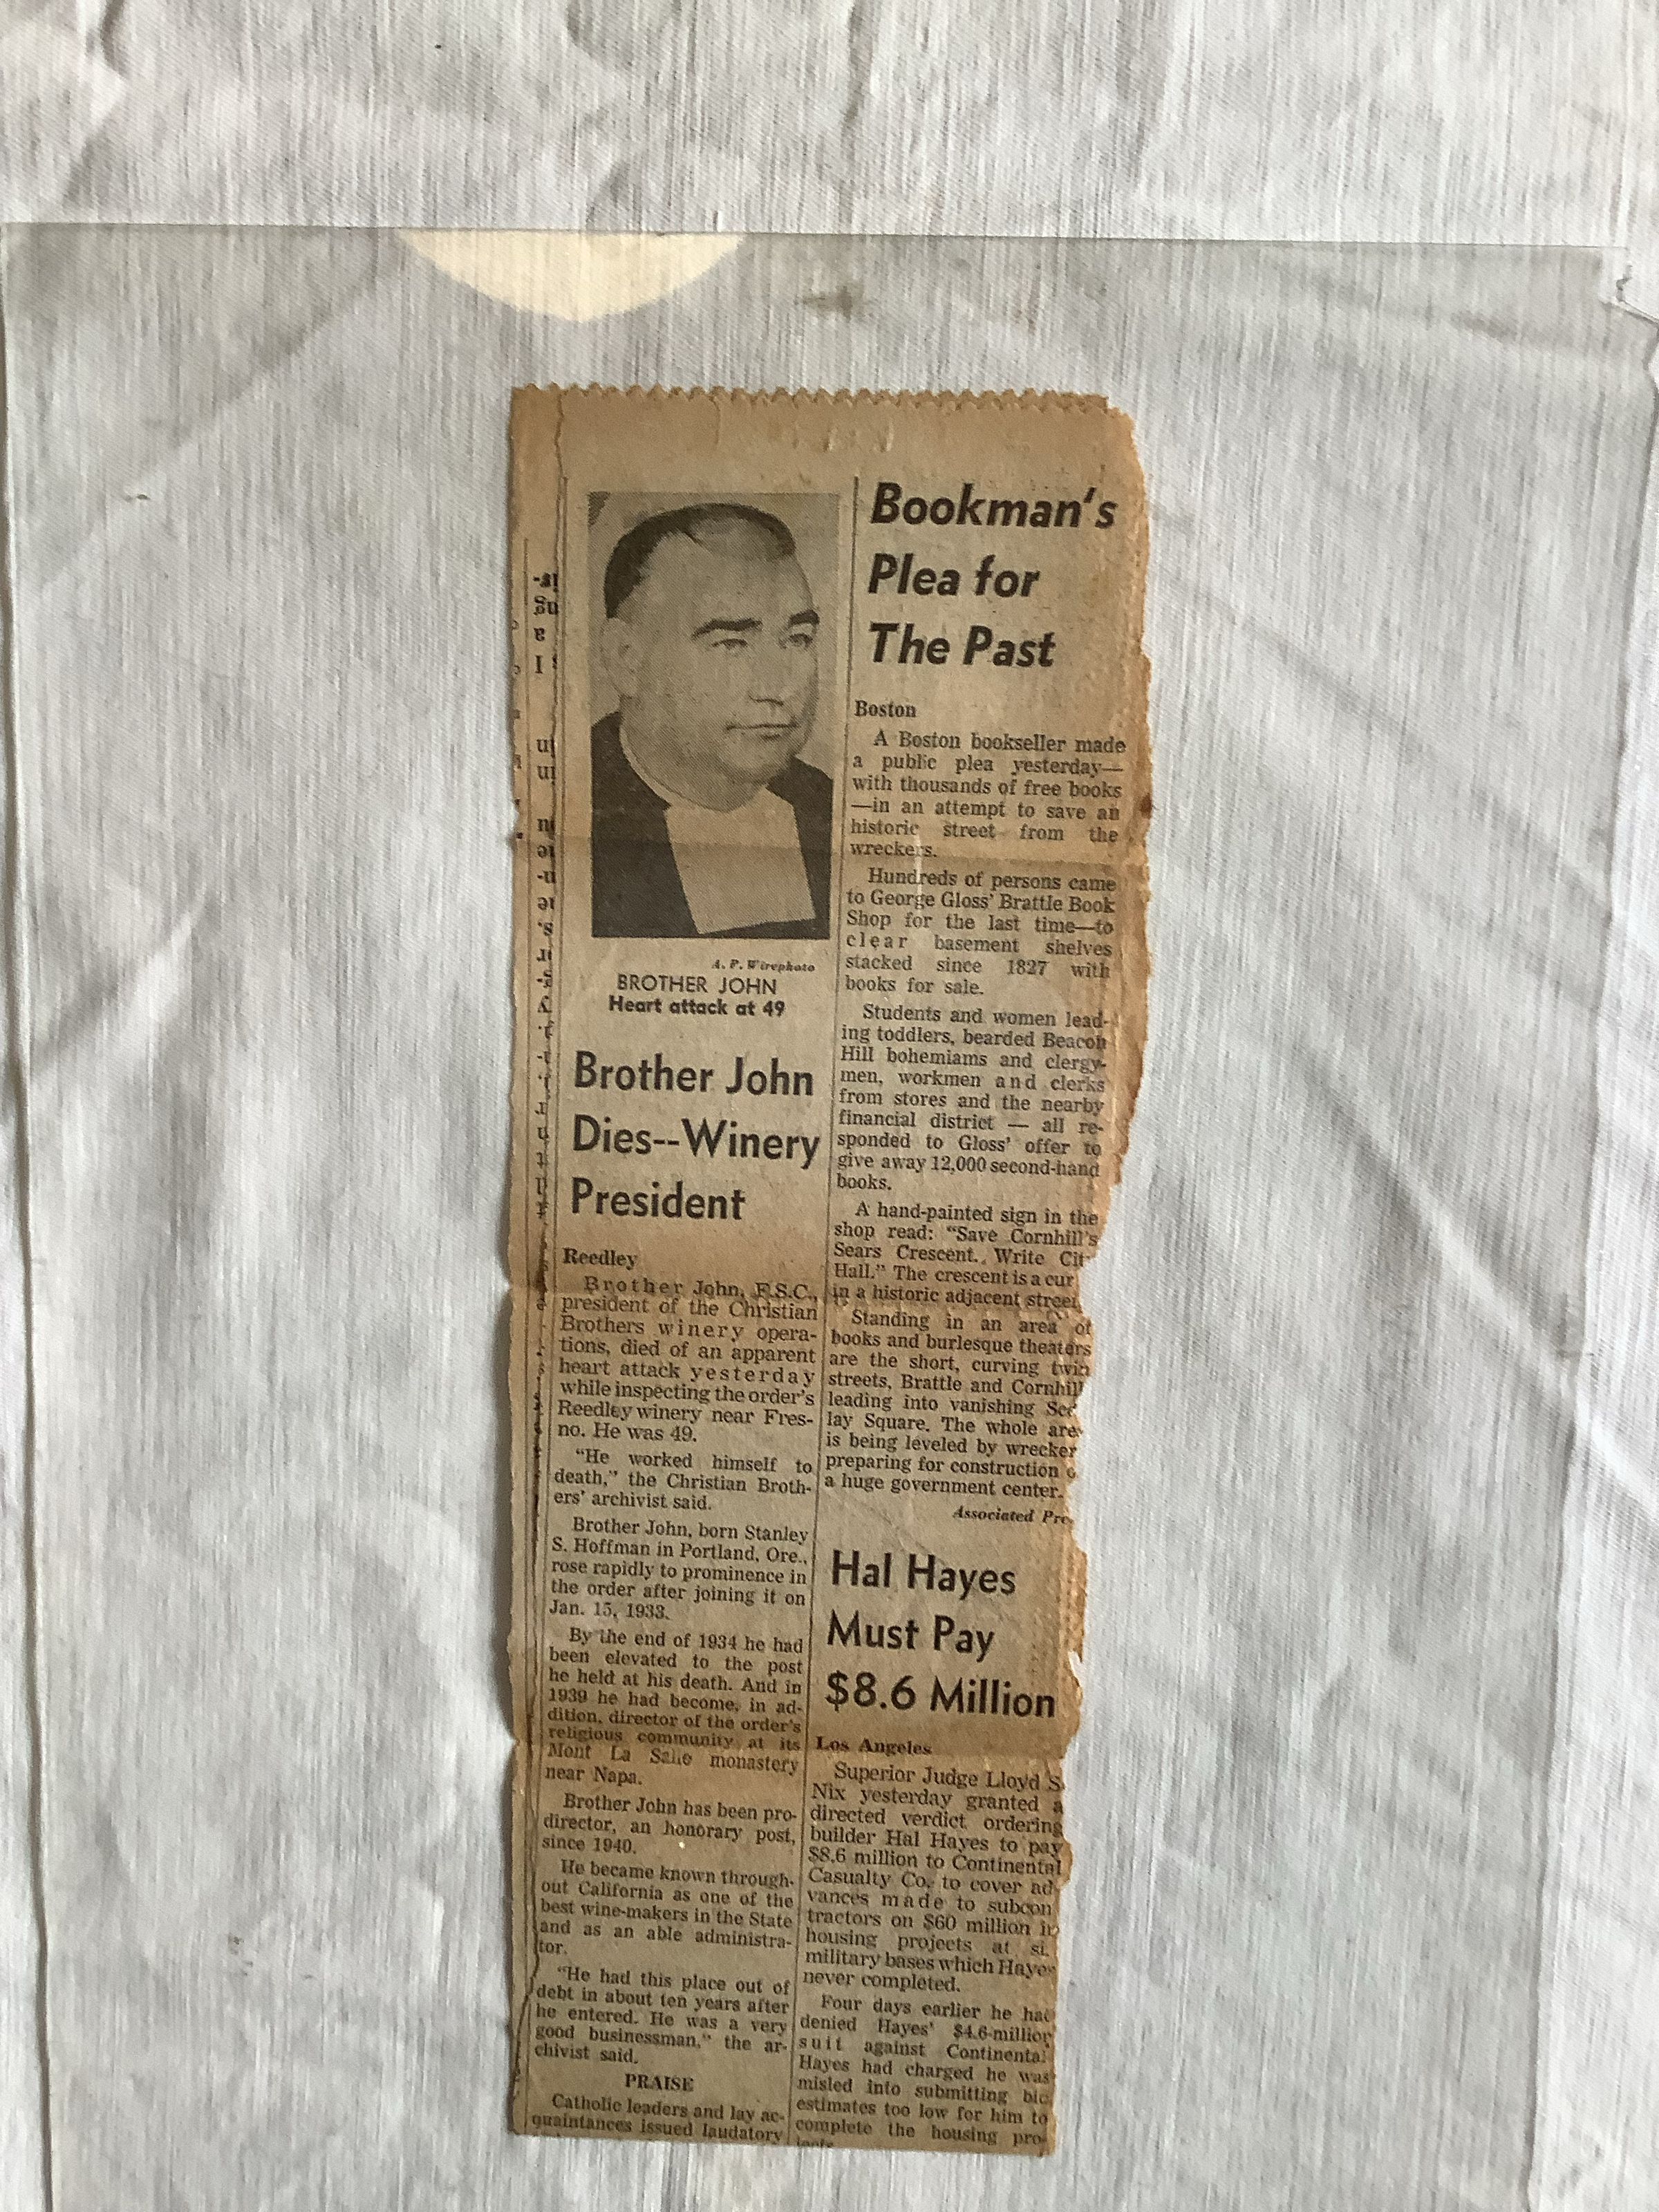 A. P. Wirephoto
BROTHER JOHN
Heart attack at 49
Brother John
Dies--Winery
President
Reedley
Brother John, F.S.C.,
president of the Christian
Brothers winery opera-
tions, died of an apparent
heart attack yesterday
while inspecting the order's
Reedley winery near Fres-
no. He was 49.
"He worked himself to
death," the Christian Broth-
ers' archivist said.
Brother John, born Stanley
S. Hoffman in Portland, Ore.,
rose rapidly to prominence in
the order after joining it on
Jan. 15, 1933.
By the end of 1934 he had
been elevated to the post
he held at his death. And in
1939 he had become, in ad-
dition, director of the order's
religious community at its
Mont La Salle monastery
near Napa.
Brother John has been pro-
director, an honorary post,
since 1940.
He became known through-
out California as one of the
best wine-makers in the State
and as an able administra-
tor.
"He had this place out of
debt in about ten years after
he entered. He was a very
good businessman," the ar-
chivist said.
PRAISE
Catholic leaders and lay ac-
quaintances issued laudatory
Bookman's
Plea for
The Past
Boston
A Boston bookseller made
a public plea yesterday—
with thousands of free books
—in an attempt to save an
historic street from the
wreckers.
Hundreds of persons came
to George Gloss' Brattle Book
Shop for the last time—to
clear basement shelves
stacked since 1827 with
books for sale.
Students and women lead-
ing toddlers, bearded Beacon
Hill bohemiams and clergy-
men, workmen and clerks
from stores and the nearby
financial district — all re-
sponded to Gloss' offer to
give away 12,000 second-hand
books.
A hand-painted sign in the
shop read: "Save Cornhill's
Sears Crescent. Write Cit
Hall." The crescent is a cur
in a historic adjacent street.
Standing in an area of
books and burlesque theaters
are the short, curving twin
streets, Brattle and Cornhill
leading into vanishing Sco
lay Square. The whole are
is being leveled by wrecker
preparing for construction o
a huge government center.
Associated Pre
Hal Hayes
Must Pay
$8.6 Million
Los Angeles
Superior Judge Lloyd S.
Nix yesterday granted a
directed verdict ordering
builder Hal Hayes to pay
$8.6 million to Continental
Casualty Co. to cover ad
vances made to subcon
tractors on $60 million in
housing projects at si
military bases which Hayes
never completed.
Four days earlier he had
denied Hayes' $4.6-million
suit against Continental
Hayes had charged he was
misled into submitting bid
estimates too low for him to
complete the housing pro-